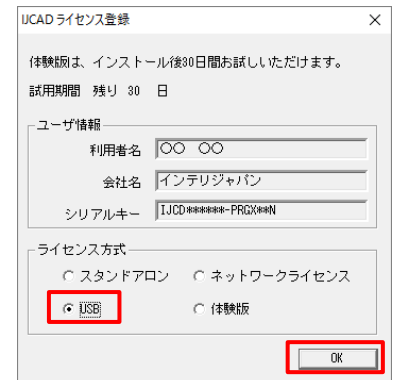 IJCAD ライセンス登録
体験版は、インストール後30日間お試しいただけます。
試用期間 残り 30 日
ユーザ情報
利用者名 〇〇 〇〇
会社名 インテリジャパン
シリアルキー IJCD******-PRGX**N
ライセンス方式
スタンドアロン ネットワークライセンス
USB 体験版
OK